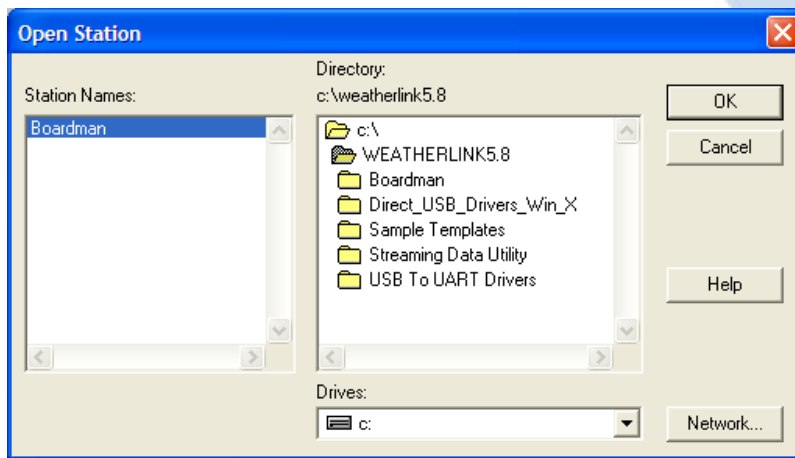 Open Station
Station Names:
Boardman
Directory:
c:\weatherlink5.8
c:\
WEATHERLINK5.8
Boardman
Direct_USB_Drivers_Win_X
Sample Templates
Streaming Data Utility
USB To UART Drivers
Drives:
c:
OK
Cancel
Help
Network...